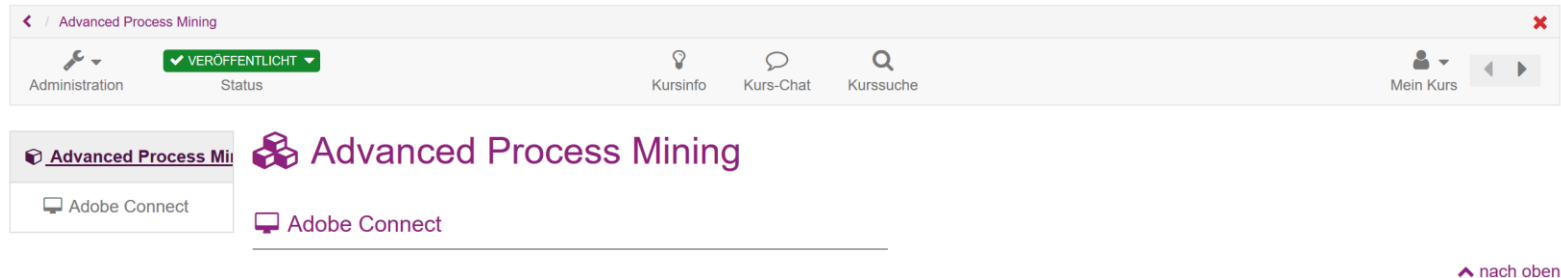 / Advanced Process Mining
Administration
VERÖFFENTLICHT
Status
Kursinfo
Kurs-Chat
Kurssuche
Mein Kurs
Advanced Process Mi
Adobe Connect
Advanced Process Mining
Adobe Connect
nach oben